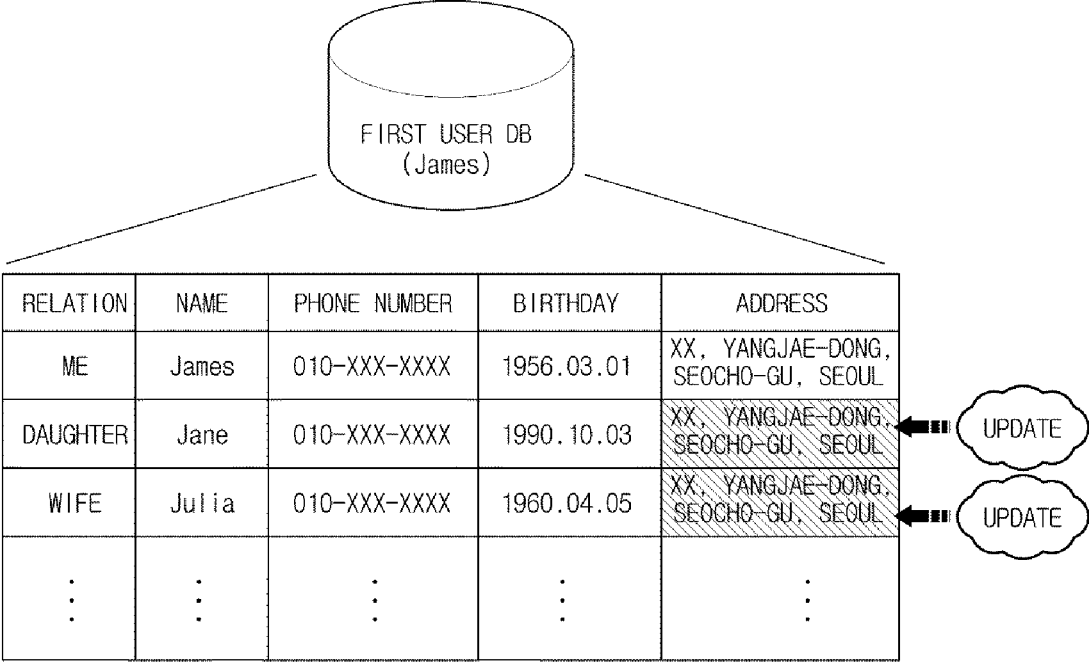 FIRST USER DB
(James)
RELATION NAME PHONE NUMBER BIRTHDAY ADDRESS
ME James 010-XXX-XXXX 1956.03.01 XX, YANGJAE-DONG,
SEOCHO-GU, SEOUL
DAUGHTER Jane 010-XXX-XXXX 1990.10.03 XX, YANGJAE-DONG,
SEOCHO-GU, SEOUL
UPDATE
WIFE Julia 010-XXX-XXXX 1960.04.05 XX, YANGJAE-DONG,
SEOCHO-GU, SEOUL
UPDATE